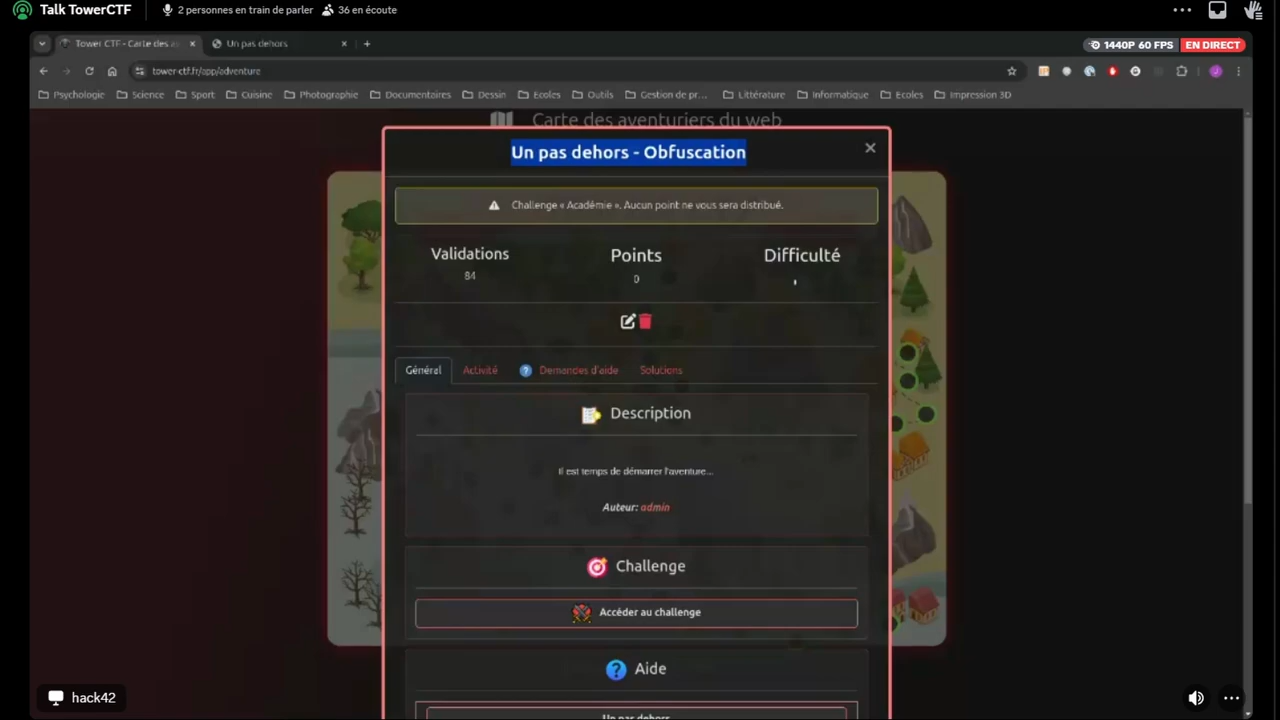 Talk TowerCTF
2 personnes en train de parler
36 en écoute
Tower CTF - Carte des a
Un pas dehors
1440P 60 FPS
EN DIRECT
tower-ctf.fr/app/adventure
Psychologie
Science
Sport
Cuisine
Photographie
Documentaires
Dessin
Ecoles
Outils
Gestion de pr...
Littérature
Informatique
Ecoles
Impression 3D
Carte des aventuriers du web
Un pas dehors - Obfuscation
Challenge « Académie ». Aucun point ne vous sera distribué.
Validations
Points
Difficulté
84
0
Général
Activité
Demandes d'aide
Solutions
Description
Il est temps de démarrer l'aventure...
Auteur: admin
Challenge
Accéder au challenge
Aide
Un pas dehors
hack42